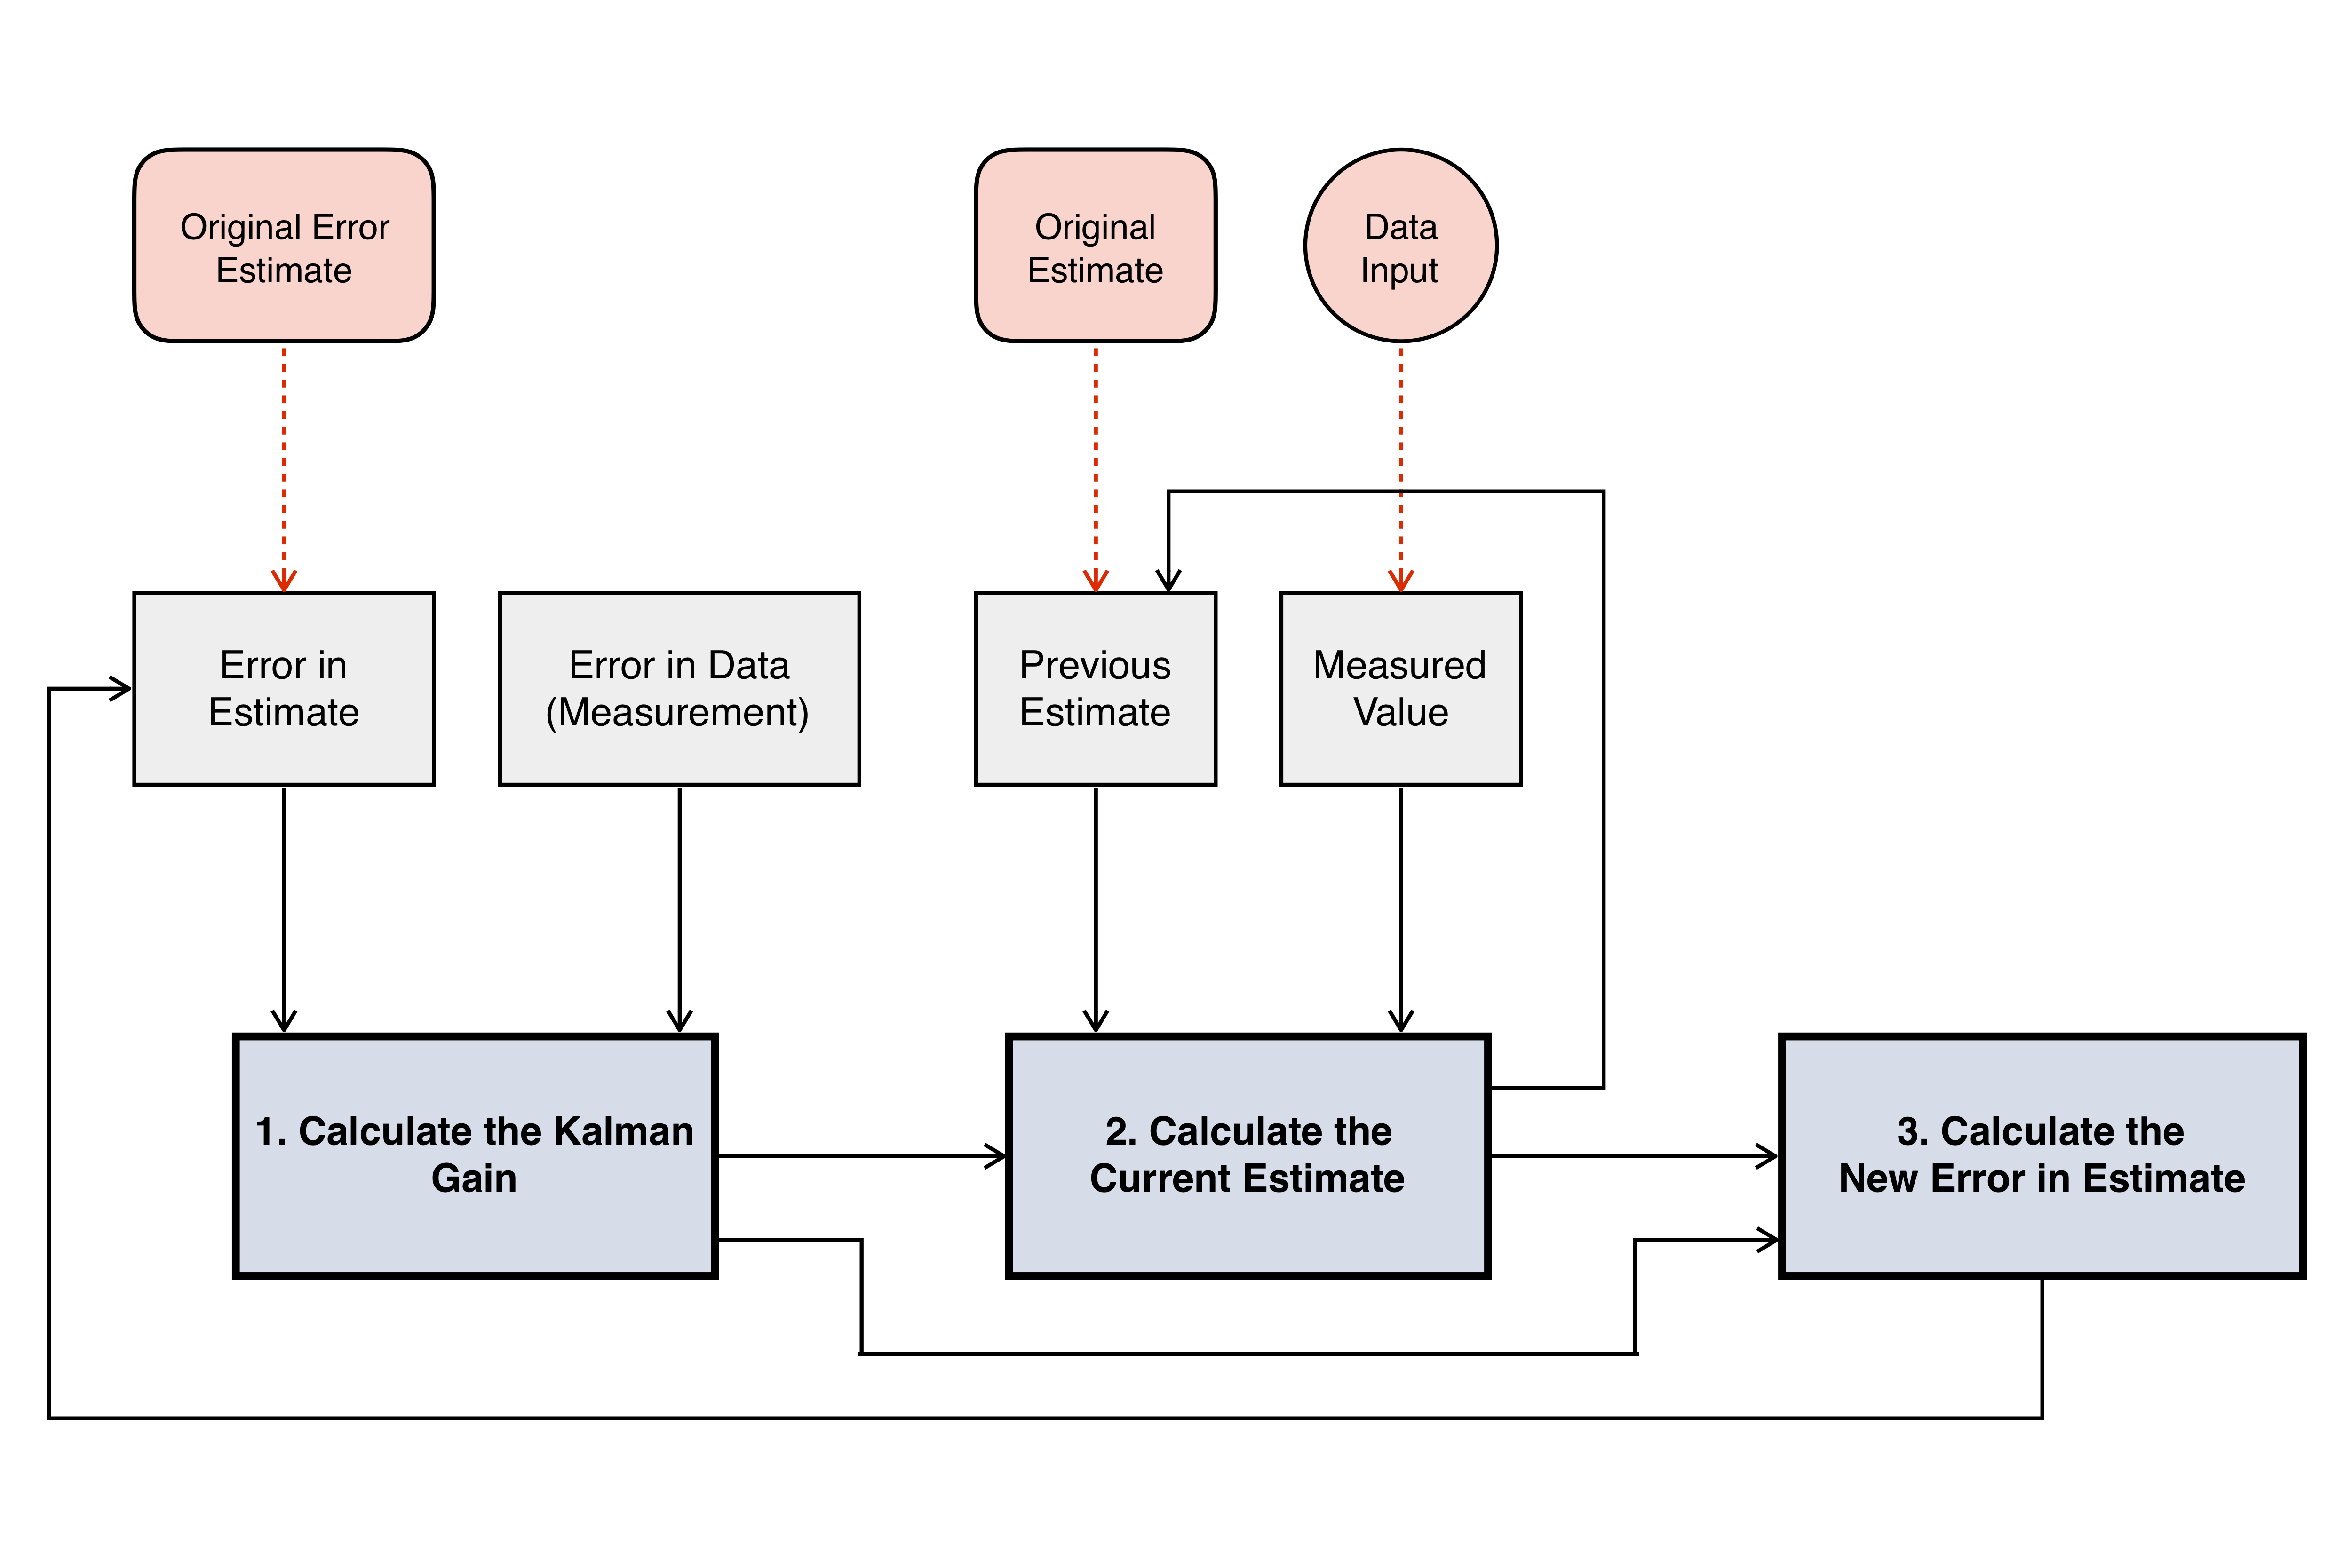 Original Error
Estimate
Original
Estimate
Data
Input
Error in
Estimate
Error in Data
(Measurement)
Previous
Estimate
Measured
Value
1. Calculate the Kalman
Gain
2. Calculate the
Current Estimate
3. Calculate the
New Error in Estimate